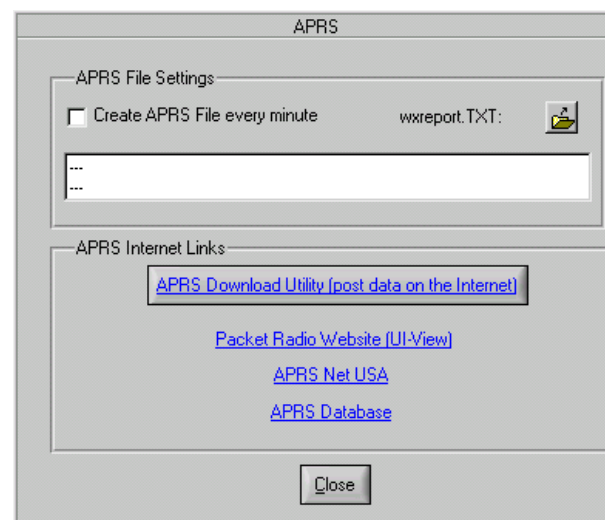 APRS
APRS File Settings
Create APRS File every minute wxreport.TXT:
---
---
APRS Internet Links
APRS Download Utility (post data on the Internet)
Packet Radio Website (UI-View)
APRS Net USA
APRS Database
Close